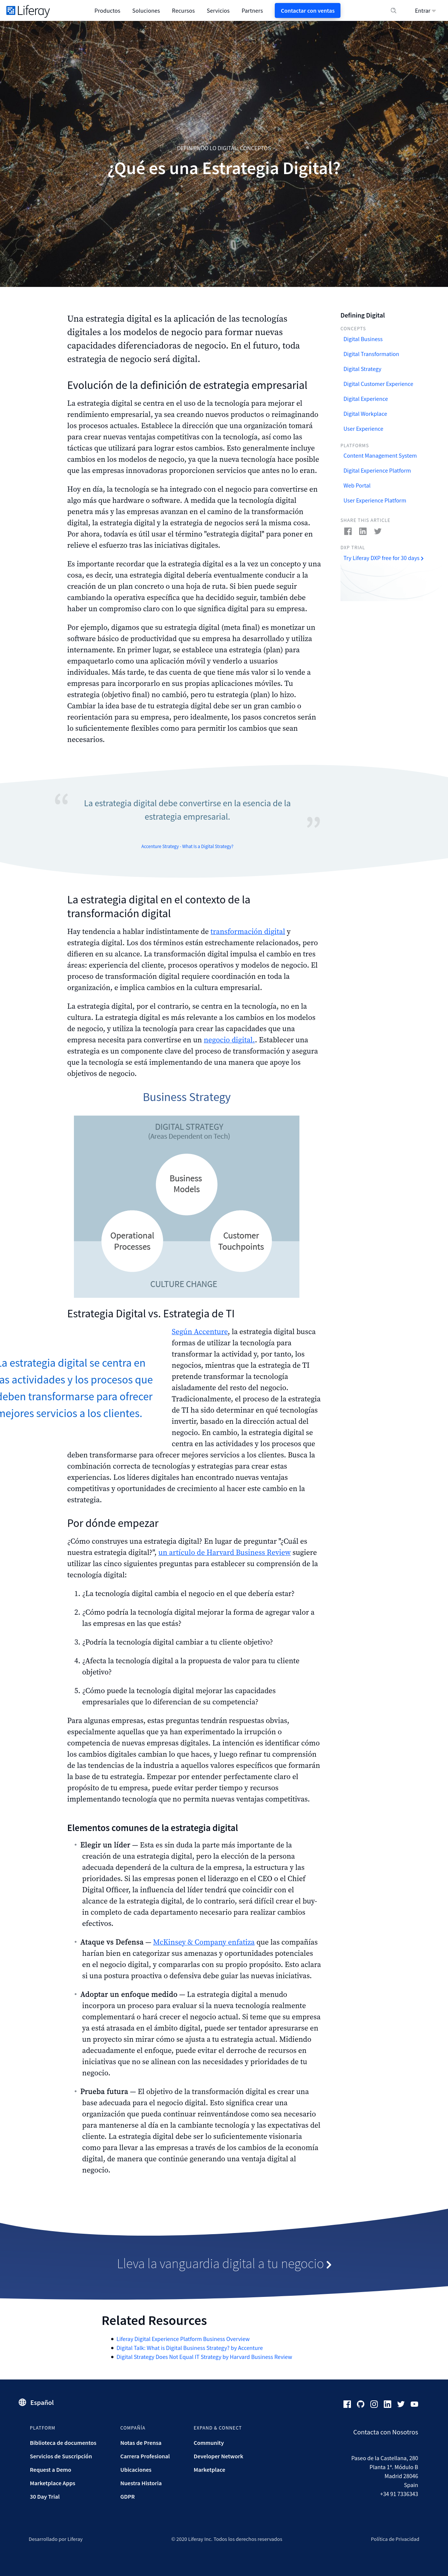 Liferay
Productos
Soluciones
Recursos
Servicios
Partners
Contactar con ventas
Entrar
DEFINIENDO LO DIGITAL: CONCEPTOS
¿Qué es una Estrategia Digital?
Una estrategia digital es la aplicación de las tecnologías
digitales a los modelos de negocio para formar nuevas
capacidades diferenciadoras de negocio. En el futuro, toda
estrategia de negocio será digital.
Evolución de la definición de estrategia empresarial
La estrategia digital se centra en el uso de la tecnología para mejorar el
rendimiento empresarial, ya sea creando nuevos productos o reinventando los
procesos actuales. Establece la dirección que tomará una organización para crear
nuevas ventajas competitivas con la tecnología, así como las
tácticas que utilizará para lograr estos cambios. Esto generalmente incluye
cambios en los modelos de negocio, ya que la nueva tecnología hace posible
que las empresas innovadoras proporcionen servicios que antes no lo eran.
Hoy en día, la tecnología se ha integrado con los negocios para convertirse en
algo más que hardware o software. A medida que la tecnología digital
penetra más y más en la tecnología empresarial durante la transformación
digital, la estrategia digital y la estrategia comercial serán la misma cosa.
Por ahora, todavía es útil usar el término "estrategia digital" para poner en
relieve el enfoque en las iniciativas digitales.
Es importante señalar que la estrategia digital es a la vez la meta y cómo esa
cosa, es decir, una estrategia digital debería guiarla eventualmente para
convertirse en una empresa que sea digital de principio a fin. Si bien puede
comenzar con la creación de una estrategia que se desarrolle simplemente
cambiando la operativa específica que ha decidido seguir, también debe
haber un compromiso claro con lo que significa digital para su empresa.
Por ejemplo, digamos que su estrategia digital (meta final) es monetizar un
software básico de productividad que su empresa ha desarrollado y utiliza
internamente. En primer lugar, se establece una estrategia (plan) para
empaquetarlo como una aplicación móvil y venderlo a usuarios
individuales. Más tarde, te das cuenta de que tiene más valor si lo vende a
empresas para que incorporen aplicaciones móviles. Tu
estrategia (objetivo final) no cambió, pero tu estrategia (plan) lo hizo.
Cambiar la idea base de tu estrategia digital debe ser un gran cambio o
reorientación para su empresa, pero idealmente, los pasos concretos serán
lo suficientemente flexibles como para modificarlos cuando sea
necesarios.
Defining Digital
CONCEPTS
Digital Business
Digital Transformation
Digital Strategy
Digital Customer Experience
Digital Experience
Digital Workplace
User Experience
PLATFORMS
Content Management System
Digital Experience Platform
Web Portal
User Experience Platform
SHARE THIS ARTICLE
DXP TRIAL
Try Liferay DXP free for 30 days
La estrategia digital debe convertirse en la esencia de la
estrategia empresarial.
Accenture Strategy - What Is a Digital Strategy?
La estrategia digital en el contexto de la
transformación digital
Hay tendencia a hablar indistintamente de transformación digital y
estrategia digital. Los dos términos están estrechamente relacionados, pero
difieren en su alcance. La transformación digital impulsa el cambio en tres
áreas: experiencia del cliente, procesos operativos y modelos de negocio. El
proceso de transformación digital requiere coordinación en toda la
organización, e implica cambios en la cultura empresarial.
La estrategia digital, por el contrario, se centra en la tecnología, no en la
cultura. La estrategia digital es más relevante a los cambios en los modelos
de negocio, y utiliza la tecnología para crear las capacidades que una
empresa necesita para convertirse en un negocio digital.. Establecer una
estrategia es un componente clave del proceso de transformación y asegura
que la tecnología se está implementando de una manera que apoye los
objetivos de negocio.
Business Strategy
DIGITAL STRATEGY
(Areas Dependent on Tech)
Business
Models
Operational
Processes
Customer
Touchpoints
CULTURE CHANGE
Estrategia Digital vs. Estrategia de TI
La estrategia digital se centra en
las actividades y los procesos que
deben transformarse para ofrecer
mejores servicios a los clientes.
Según Accenture, la estrategia digital busca
formas de utilizar la tecnología para
transformar la actividad y, por tanto, los
negocios, mientras que la estrategia de TI
pretende transformar la tecnología
aisladamente del resto del negocio.
Tradicionalmente, el proceso de la estrategia
de TI ha sido determinar en qué tecnologías
invertir, basado en la dirección actual del
negocio. En cambio, la estrategia digital se
centra en las actividades y los procesos que
deben transformarse para ofrecer mejores servicios a los clientes. Busca la
combinación correcta de tecnologías y estrategias para crear estas
experiencias. Los líderes digitales han encontrado nuevas ventajas
competitivas y oportunidades de crecimiento al hacer este cambio en la
estrategia.
Por dónde empezar
¿Cómo construyes una estrategia digital? En lugar de preguntar "¿Cuál es
nuestra estrategia digital?", un artículo de Harvard Business Review sugiere
utilizar las cinco siguientes preguntas para establecer su comprensión de la
tecnología digital:
1. ¿La tecnología digital cambia el negocio en el que debería estar?
2. ¿Cómo podría la tecnología digital mejorar la forma de agregar valor a
las empresas en las que estás?
3. ¿Podría la tecnología digital cambiar a tu cliente objetivo?
4. ¿Afecta la tecnología digital a la propuesta de valor para tu cliente
objetivo?
5. ¿Cómo puede la tecnología digital mejorar las capacidades
empresariales que lo diferencian de su competencia?
Para algunas empresas, estas preguntan tendrán respuestas obvias,
especialmente aquellas que ya han experimentado la irrupción o
competencia de nuevas empresas digitales. La intención es identificar cómo
los cambios digitales cambian lo que haces, y luego refinar tu comprensión
de las tendencias de la industria a aquellos valores específicos que formarán
la base de su estrategia. Empezar por entender perfectamente el
propósito de tu empresa, puede evitar perder tiempo y recursos
implementando tecnología que no permita nuevas ventajas competitivas.
Elementos comunes de la estrategia digital
Elegir un líder — Esta es sin duda la parte más importante de la
creación de una estrategia digital, pero la elección de la persona
adecuada dependerá de la cultura de la empresa, la estructura y las
prioridades. Si las empresas ponen el liderazgo en el CEO o el Chief
Digital Officer, la influencia del líder tendrá que coincidir con el
alcance de la estrategia digital, de lo contrario, será difícil crear el buy-
in completo de cada departamento necesario para realizar cambios
efectivos.
Ataque vs Defensa — McKinsey & Company enfatiza que las compañías
harían bien en categorizar sus amenazas y oportunidades potenciales
en el negocio digital, y compararlas con su propio propósito. Esto aclara
si una postura proactiva o defensiva debe guiar las nuevas iniciativas.
Adoptar un enfoque medido — La estrategia digital a menudo
incorpora un proceso para evaluar si la nueva tecnología realmente
complementará o hará crecer el negocio actual. Si teme que su empresa
ya está atrasada en el ámbito digital, puede ser tentador apresurarse en
un proyecto sin mirar cómo se ajusta a tu estrategia actual. Midiendo
adecuadamente el enfoque, puede evitar el derroche de recursos en
iniciativas que no se alinean con las necesidades y prioridades de tu
negocio.
Prueba futura — El objetivo de la transformación digital es crear una
base adecuada para el negocio digital. Esto significa crear una
organización que pueda continuar reinventándose como sea necesario
para mantenerse al día en la cambiante tecnología y las expectativas del
cliente. La estrategia digital debe ser lo suficientemente visionaria
como para llevar a las empresas a través de los cambios de la economía
digital, de manera que continúe generando una ventaja digital al
negocio.
Lleva la vanguardia digital a tu negocio
Related Resources
Liferay Digital Experience Platform Business Overview
Digital Talk: What is Digital Business Strategy? by Accenture
Digital Strategy Does Not Equal IT Strategy by Harvard Business Review
Español
PLATFORM
Biblioteca de documentos
Servicios de Suscripción
Request a Demo
Marketplace Apps
30 Day Trial
COMPAÑÍA
Notas de Prensa
Carrera Profesional
Ubicaciones
Nuestra Historia
GDPR
EXPAND & CONNECT
Community
Developer Network
Marketplace
Contacta con Nosotros
Paseo de la Castellana, 280
Planta 1ª. Módulo B
Madrid 28046
Spain
+34 91 7336343
Desarrollado por Liferay
© 2020 Liferay Inc. Todos los derechos reservados
Política de Privacidad